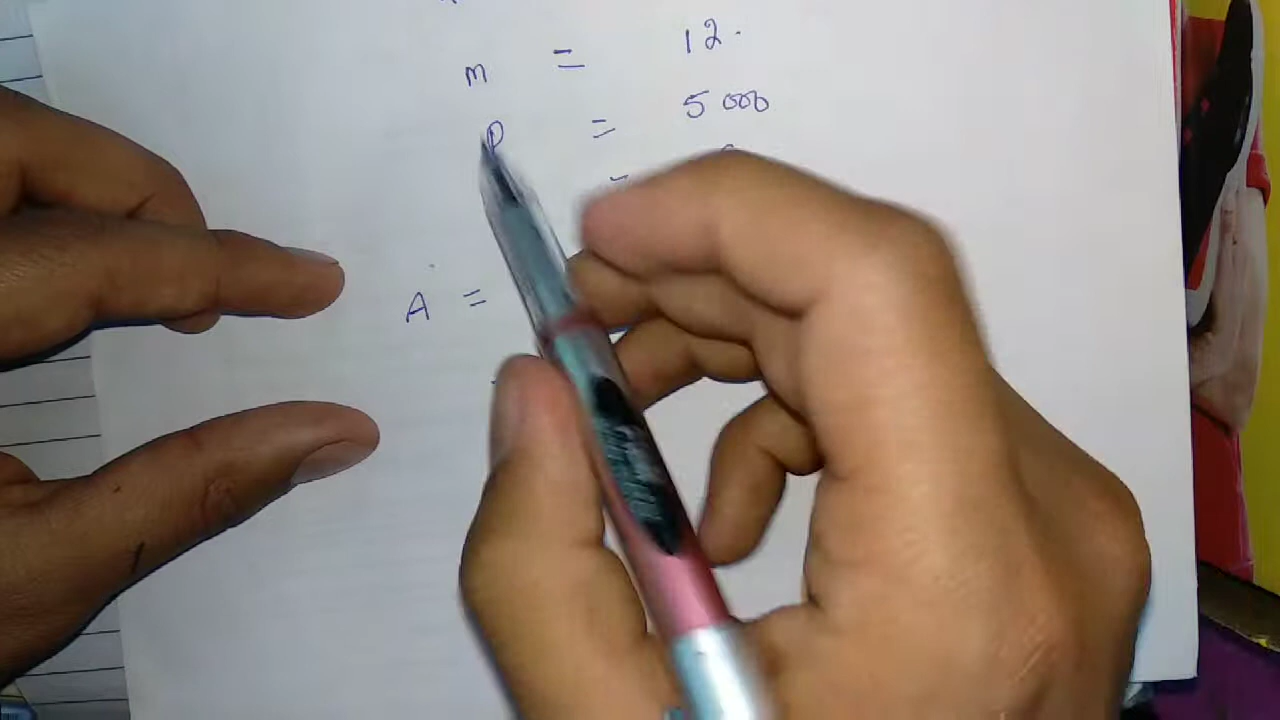 m = 12.
P = 5000
=
A =